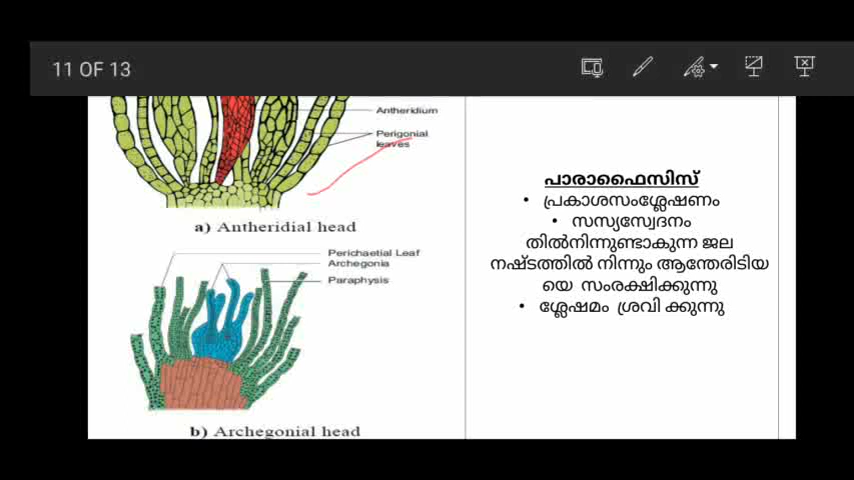 11 OF 13
Antheridium
Perigonial
leaves
a) Antheridial head
Perichaetial Leaf
Archegonia
Paraphysis
b) Archegonial head
പാരാഫൈസിസ്
• പ്രകാശസംശ്ലേഷണം
• സസ്യസ്വേദനം
തിൽനിന്നുണ്ടാകുന്ന ജല
നഷ്ടത്തിൽ നിന്നും ആന്തേരിടിയ
യെ സംരക്ഷിക്കുന്നു
• ശ്ലേഷമം ശ്രവി ക്കുന്നു